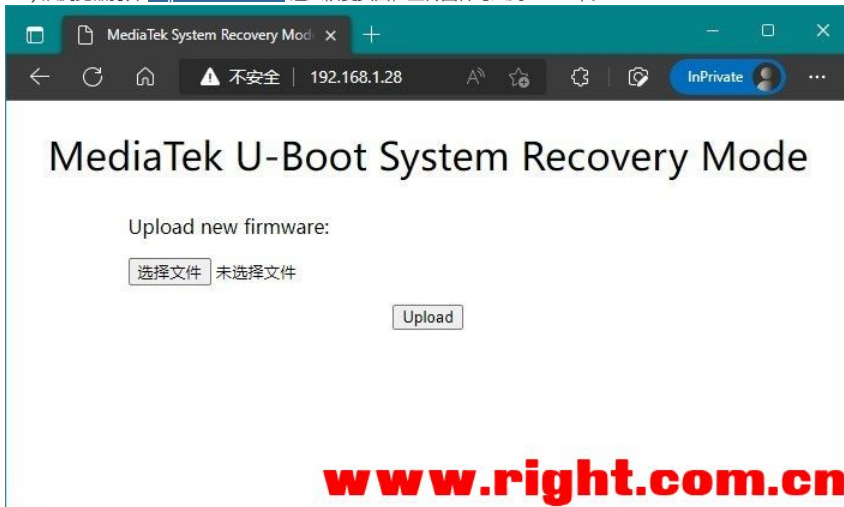 MediaTek System Recovery Mod
不安全 | 192.168.1.28
InPrivate
MediaTek U-Boot System Recovery Mode
Upload new firmware:
选择文件 未选择文件
Upload
www.right.com.cn